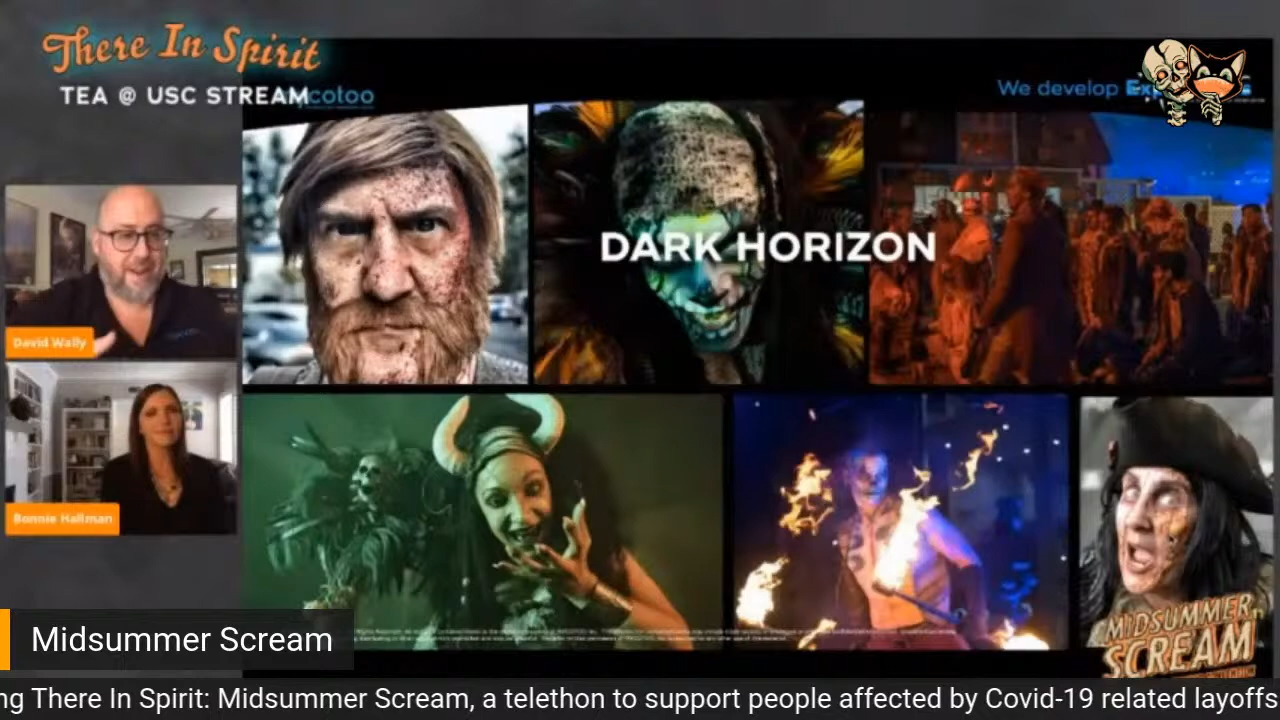 There In Spirit
TEA @ USC STREAM
cotoo
We develop
DARK HORIZON
David Wally
Bonnie Hallman
MIDSUMMER
SCREAM
Midsummer Scream
ng There In Spirit: Midsummer Scream, a telethon to support people affected by Covid-19 related layoffs